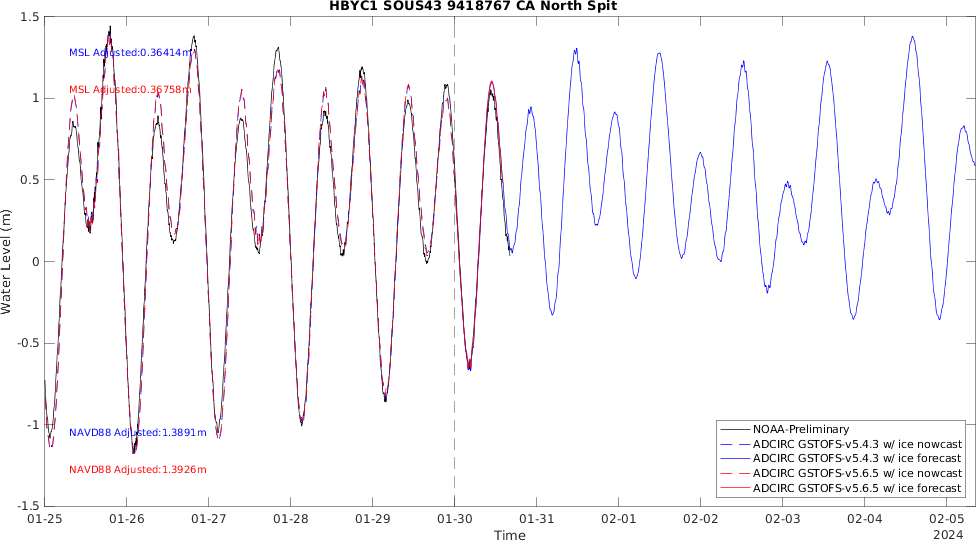 HBYC1 SOUS43 9418767 CA North Spit
1.5
1
0.5
0
-0.5
-1
-1.5
Water Level (m)
MSL Adjusted:0.36414m
MSL Adjusted:0.36758m
NAVD88 Adjusted:1.3891m
NAVD88 Adjusted:1.3926m
NOAA-Preliminary
ADCIRC GSTOFS-v5.4.3 w/ ice nowcast
ADCIRC GSTOFS-v5.4.3 w/ ice forecast
ADCIRC GSTOFS-v5.6.5 w/ ice nowcast
ADCIRC GSTOFS-v5.6.5 w/ ice forecast
01-25 01-26 01-27 01-28 01-29 01-30 01-31 02-01 02-02 02-03 02-04 02-05
2024
Time